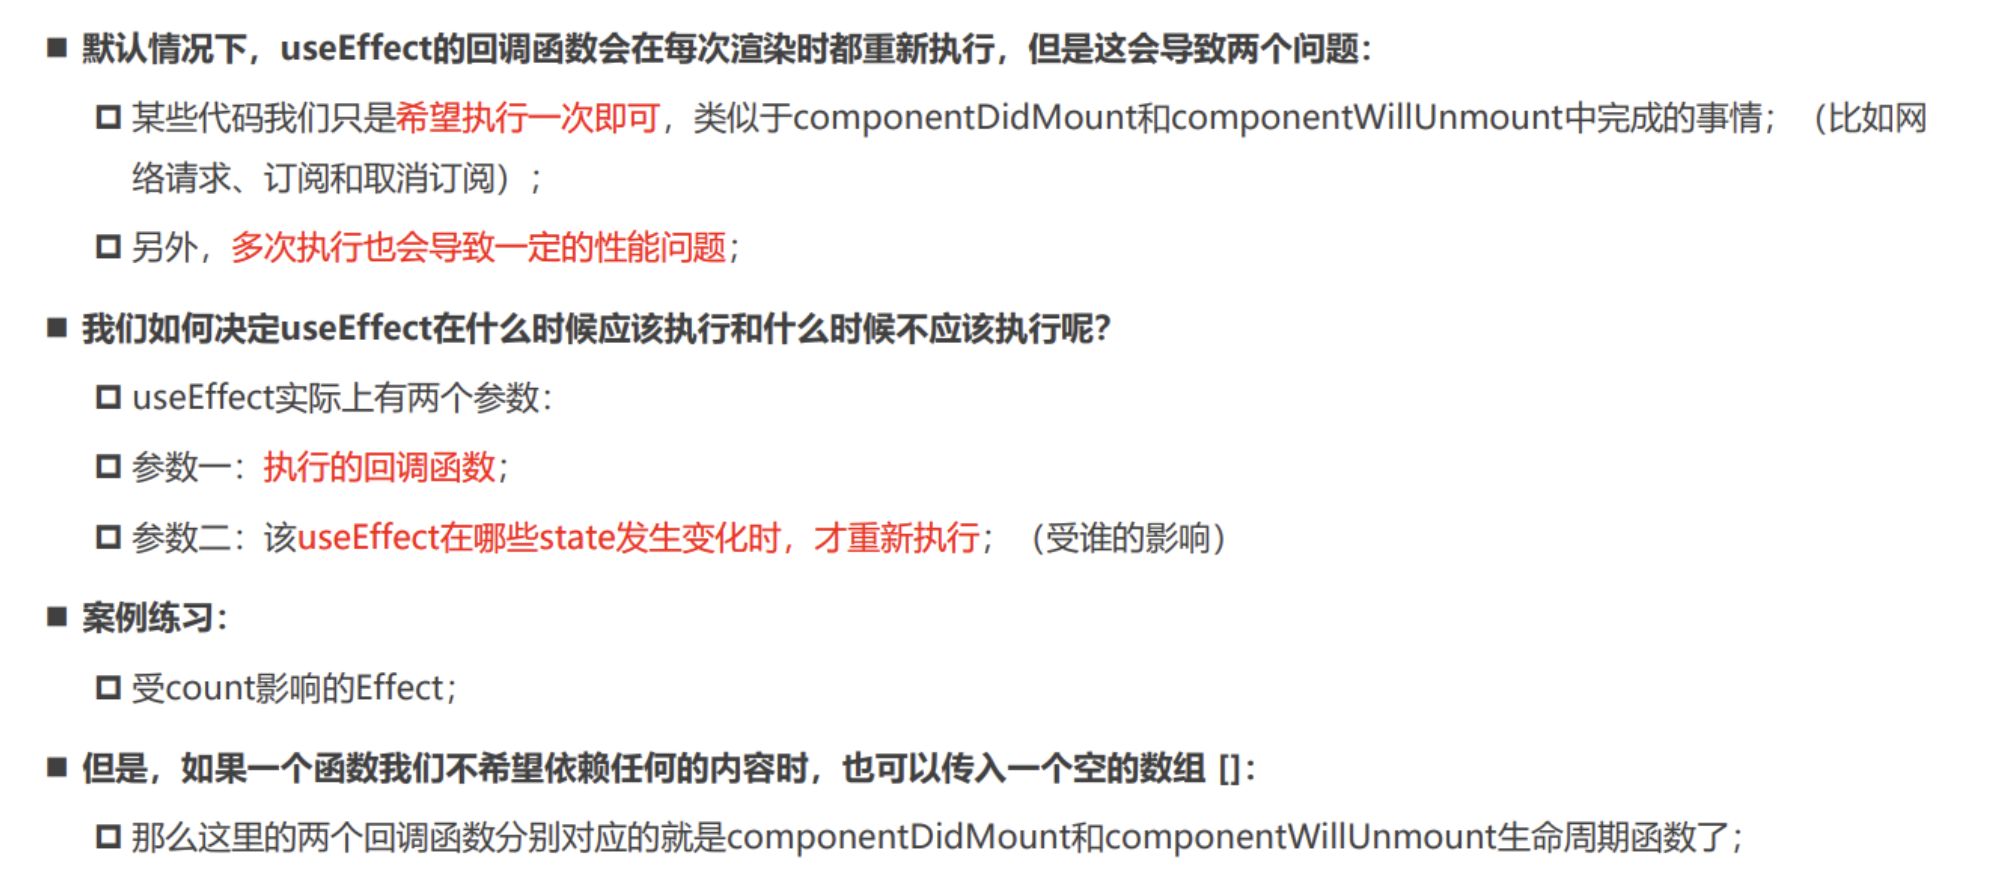 ■ 默认情况下，useEffect的回调函数会在每次渲染时都重新执行，但是这会导致两个问题：
某些代码我们只是希望执行一次即可，类似于componentDidMount和componentWillUnmount中完成的事情；（比如网
络请求、订阅和取消订阅）；
另外，多次执行也会导致一定的性能问题；
■ 我们如何决定useEffect在什么时候应该执行和什么时候不应该执行呢？
useEffect实际上有两个参数：
参数一：执行的回调函数；
参数二：该useEffect在哪些state发生变化时，才重新执行；（受谁的影响）
■ 案例练习：
受count影响的Effect；
■ 但是，如果一个函数我们不希望依赖任何的内容时，也可以传入一个空的数组 []：
那么这里的两个回调函数分别对应的就是componentDidMount和componentWillUnmount生命周期函数了；